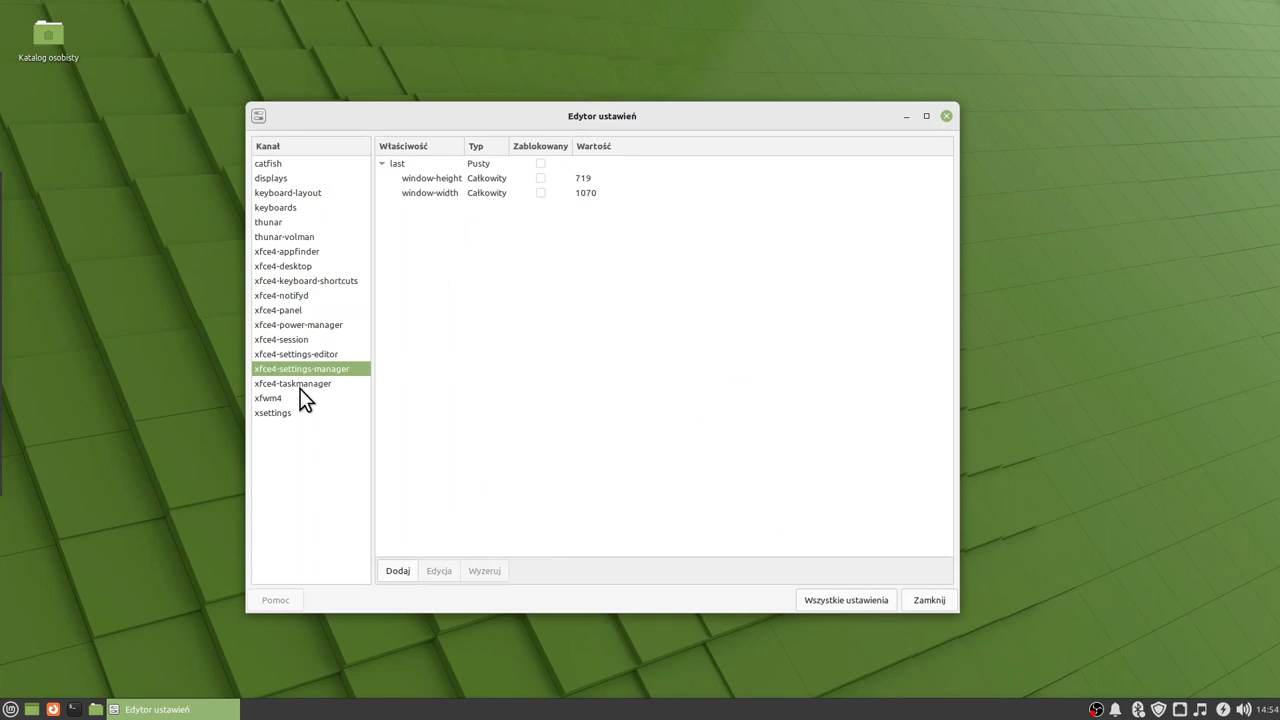 Katalog osobisty
Edytor ustawień
Kanał
catfish
displays
keyboard-layout
keyboards
thunar
thunar-volman
xfce4-appfinder
xfce4-desktop
xfce4-keyboard-shortcuts
xfce4-notifyd
xfce4-panel
xfce4-power-manager
xfce4-session
xfce4-settings-editor
xfce4-settings-manager
xfce4-taskmanager
xfwm4
xsettings
Właściwość Typ Zablokowany Wartość
last Pusty
window-height Całkowity 719
window-width Całkowity 1070
Dodaj Edycja Wyzeruj
Pomoc Wszystkie ustawienia Zamknij
Edytor ustawień 14:54